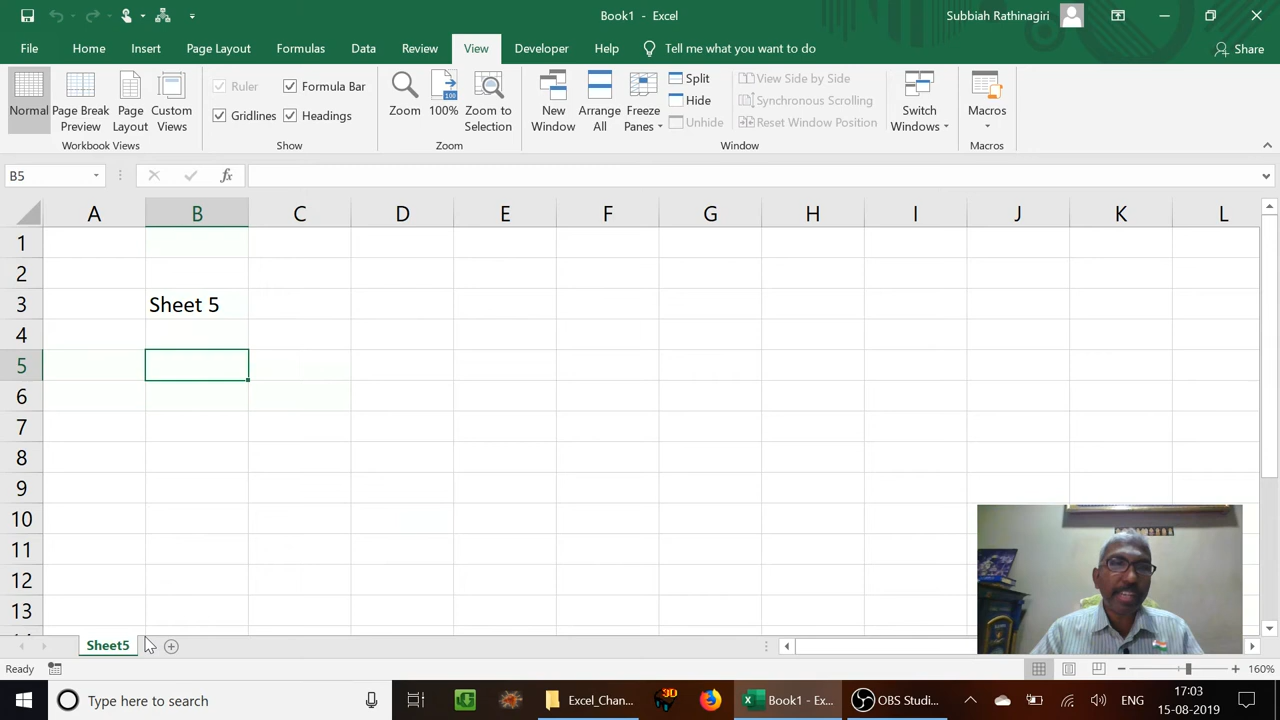 Book1 - Excel
Subbiah Rathinagiri
File Home Insert Page Layout Formulas Data Review View Developer Help Tell me what you want to do Share
Normal
Page Break Preview
Page Layout
Custom Views
Workbook Views
Ruler
Formula Bar
Gridlines
Headings
Show
Zoom
100%
Zoom to Selection
Zoom
New Window
Arrange All
Freeze Panes
Split
Hide
Unhide
View Side by Side
Synchronous Scrolling
Reset Window Position
Window
Switch Windows
Macros
Macros
B5 fx
A B C D E F G H I J K L
1
2
3 Sheet 5
4
5
6
7
8
9
10
11
12
13
Sheet5
Ready 160%
Type here to search
Excel_Chan...
3D
Book1 - Exc...
OBS Studi...
ENG
17:03
15-08-2019